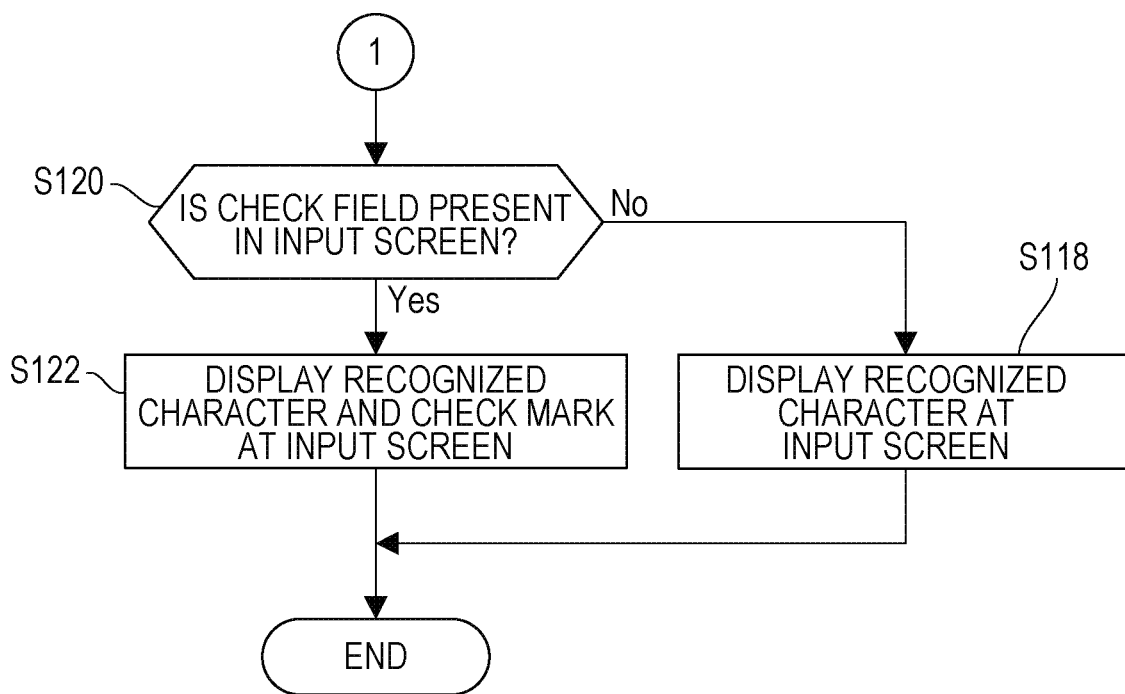 1
S120
IS CHECK FIELD PRESENT
IN INPUT SCREEN?
No
Yes
S118
S122
DISPLAY RECOGNIZED
CHARACTER AND CHECK MARK
AT INPUT SCREEN
DISPLAY RECOGNIZED
CHARACTER AT
INPUT SCREEN
END